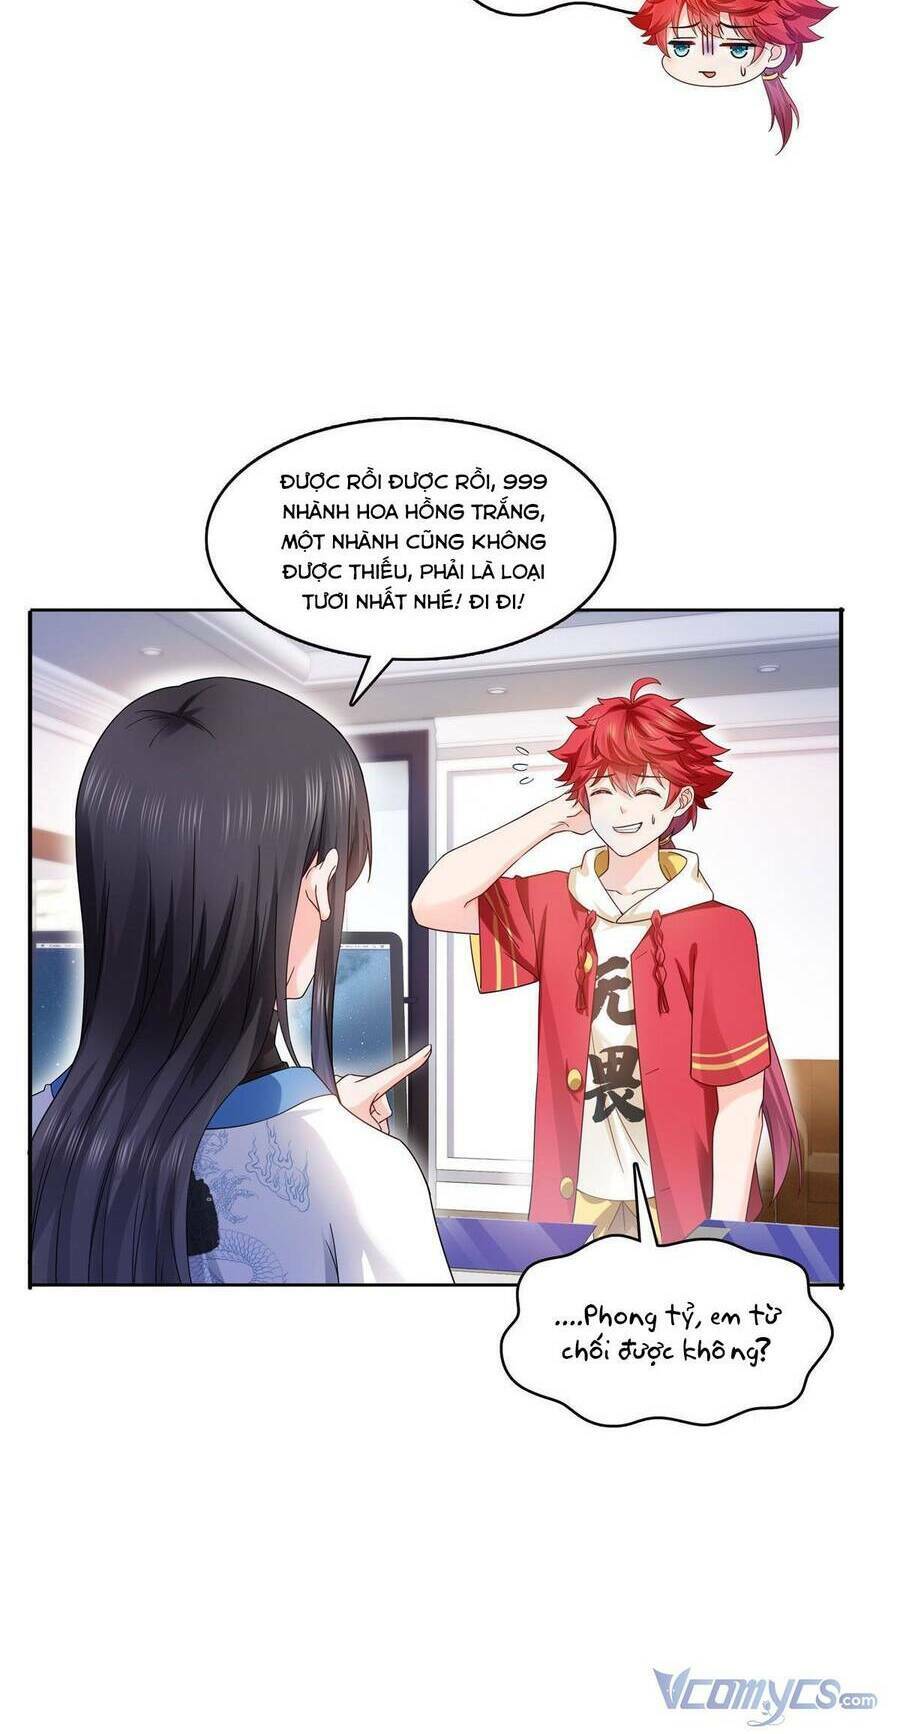 ĐƯỢC RỒI ĐƯỢC RỒI, 999
NHÀNH HOA HỒNG TRẮNG,
MỘT NHÀNH CŨNG KHÔNG
ĐƯỢC THIẾU, PHẢI LÀ LOẠI
TƯƠI NHẤT NHÉ! ĐI ĐI!
无
畏
....Phong tỷ, em từ
chối được không?
VCOMYCS.com